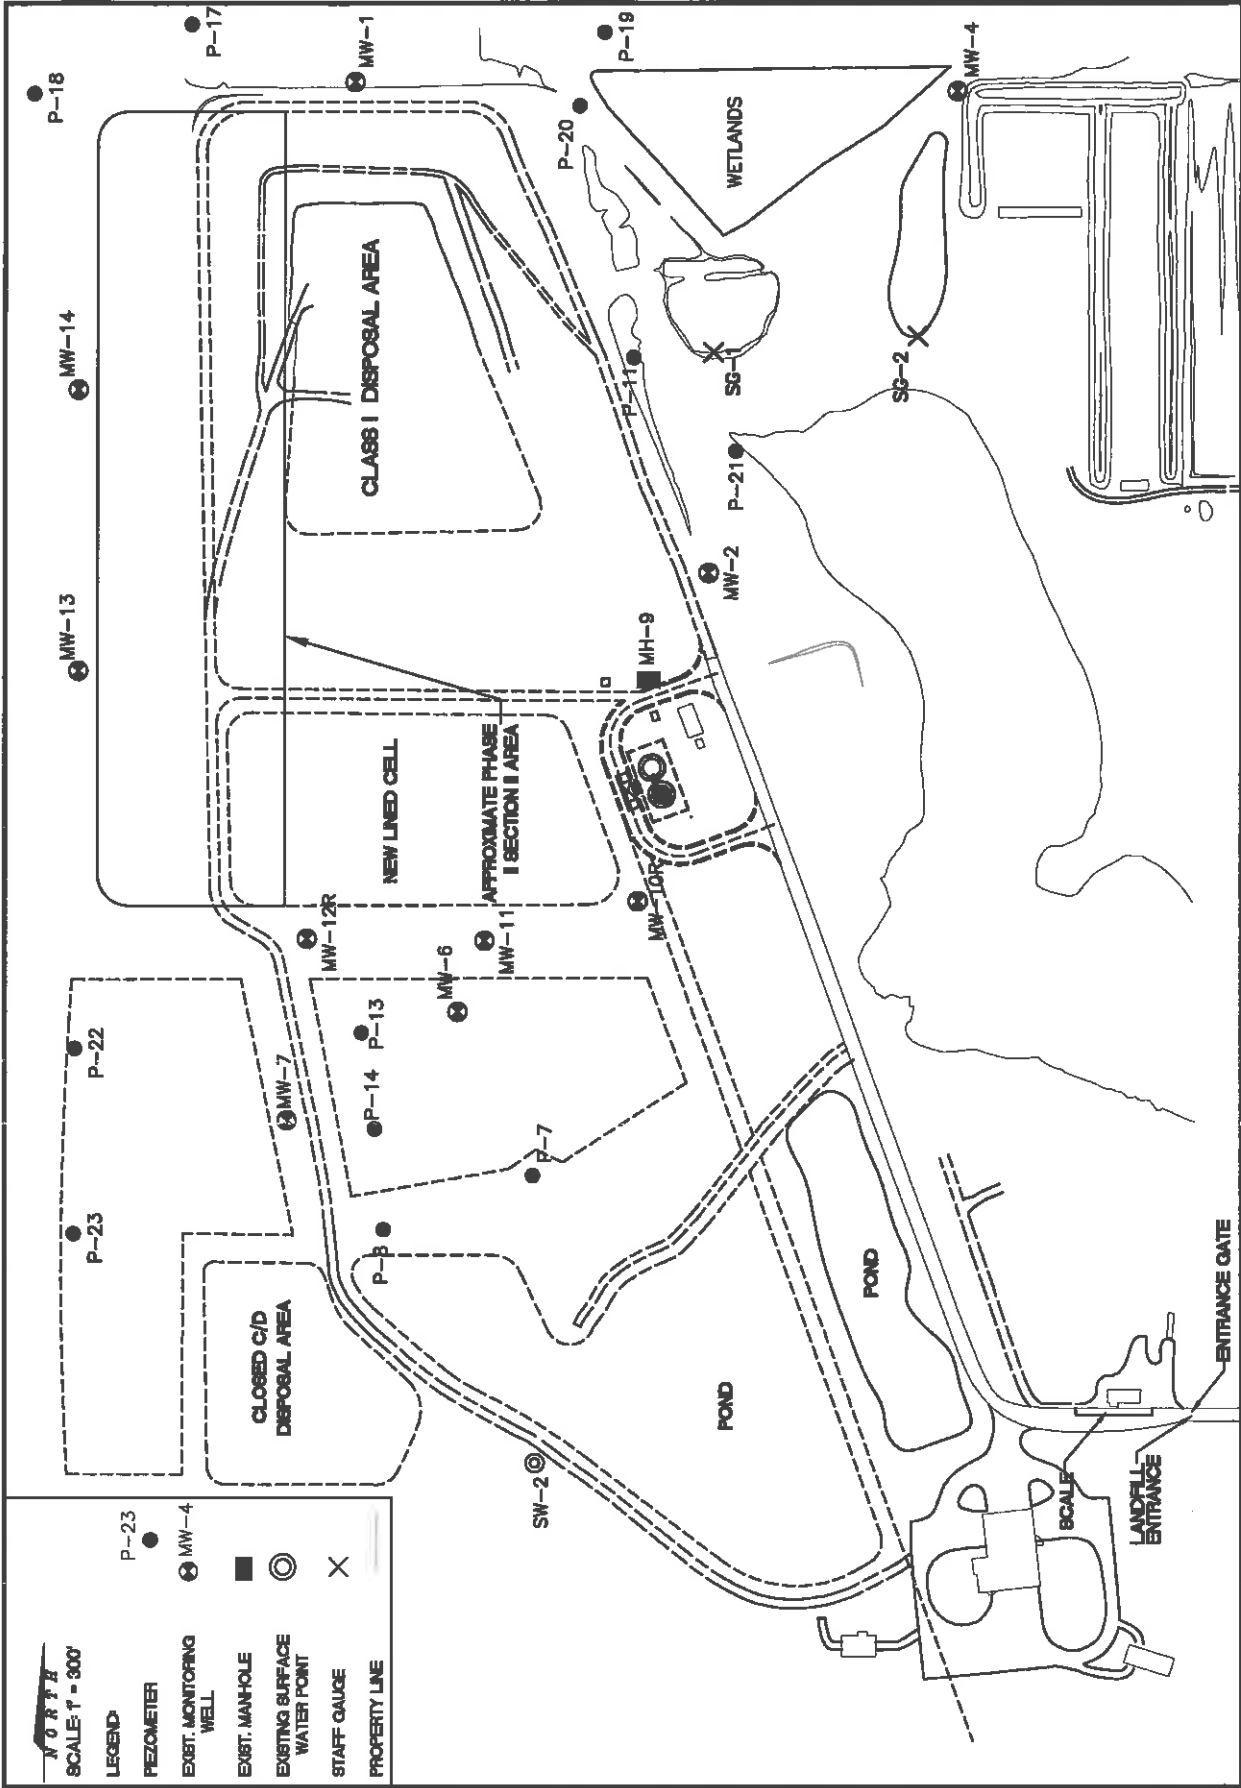 NORTH
SCALE: 1" = 300'
LEGEND:
PIEZOMETER
P-23
EXIST. MONITORING
WELL
MW-4
EXIST. MANHOLE
EXISTING SURFACE
WATER POINT
STAFF GAUGE
PROPERTY LINE
P-23
P-22
MW-13
MW-14
P-18
P-17
MW-1
CLOSED C/D
DISPOSAL AREA
MW-7
P-8
P-14
P-13
MW-12R
MW-6
MW-11
NEW LINED CELL
APPROXIMATE PHASE
II SECTION II AREA
CLASS I DISPOSAL AREA
SW-2
P-7
MW-10R
MH-9
P-11
P-20
P-19
POND
MW-2
P-21
SG-1
WETLANDS
POND
SG-2
MW-4
SCALE
LANDFILL
ENTRANCE
ENTRANCE GATE